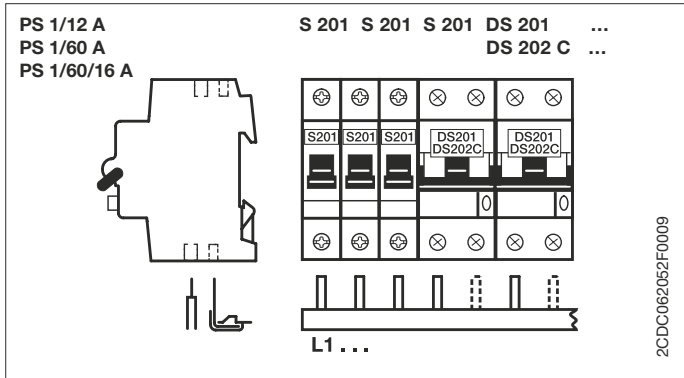 PS 1/12 A
PS 1/60 A
PS 1/60/16 A
S 201 S 201 S 201 DS 201 ...
DS 202 C ...
S201 S201 S201
DS201
DS202C
DS201
DS202C
L1 . . .
2CDC062052F0009